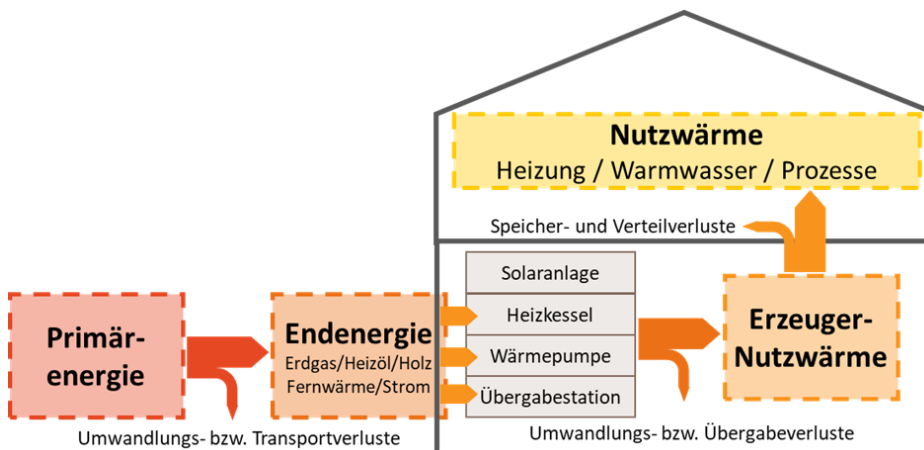 Nutzwärme
Heizung / Warmwasser / Prozesse
Speicher- und Verteilverluste
Solaranlage
Heizkessel
Wärmepumpe
Übergabestation
Primär-
energie
Endenergie
Erdgas/Heizöl/Holz
Fernwärme/Strom
Erzeuger-
Nutzwärme
Umwandlungs- bzw. Transportverluste
Umwandlungs- bzw. Übergabeverluste